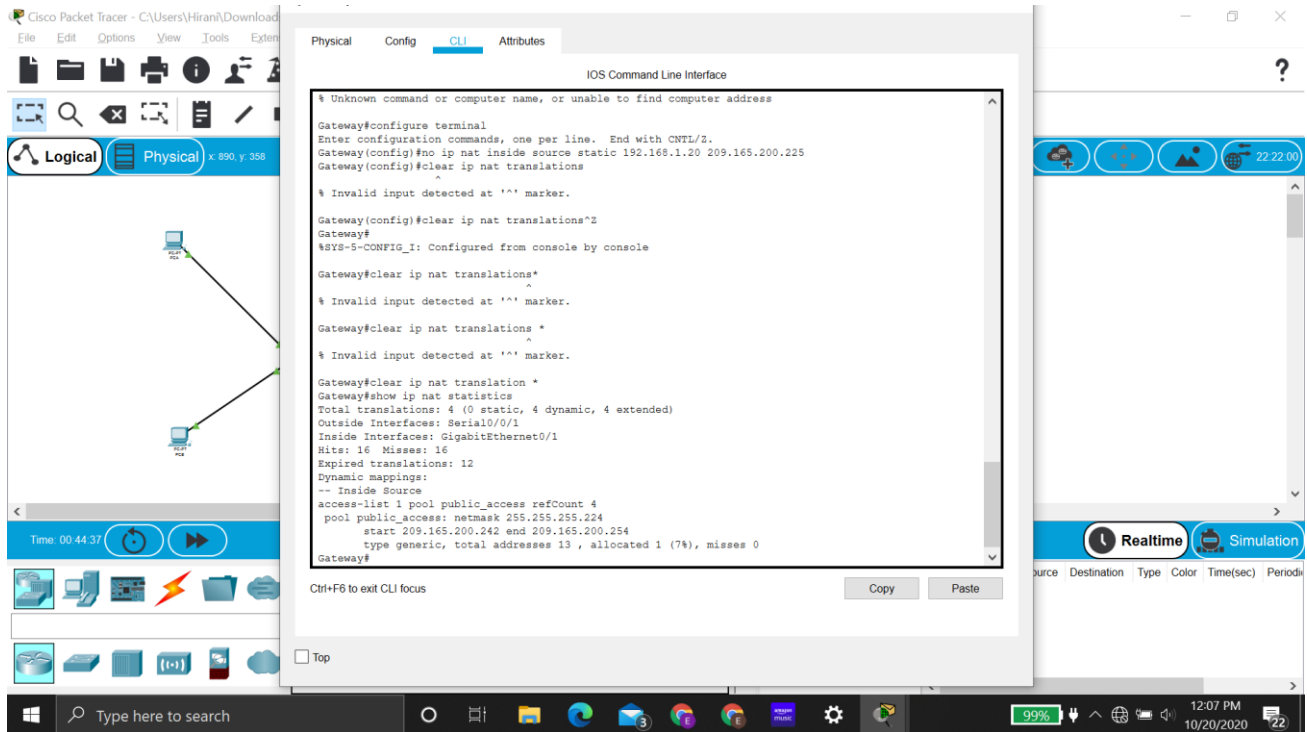 Cisco Packet Tracer - C:\Users\Hirani\Download
File Edit Options View Tools Exten
Physical Config CLI Attributes
IOS Command Line Interface
% Unknown command or computer name, or unable to find computer address
Gateway#configure terminal
Enter configuration commands, one per line. End with CNTL/Z.
Gateway(config)#no ip nat inside source static 192.168.1.20 209.165.200.225
Gateway(config)#clear ip nat translations
^
% Invalid input detected at '^' marker.
Gateway(config)#clear ip nat translations^Z
Gateway#
%SYS-5-CONFIG_I: Configured from console by console
Gateway#clear ip nat translations*
^
% Invalid input detected at '^' marker.
Gateway#clear ip nat translations *
^
% Invalid input detected at '^' marker.
Gateway#clear ip nat translation *
Gateway#show ip nat statistics
Total translations: 4 (0 static, 4 dynamic, 4 extended)
Outside Interfaces: Serial0/0/1
Inside Interfaces: GigabitEthernet0/1
Hits: 16 Misses: 16
Expired translations: 12
Dynamic mappings:
-- Inside Source
access-list 1 pool public_access refCount 4
pool public_access: netmask 255.255.255.224
start 209.165.200.242 end 209.165.200.254
type generic, total addresses 13 , allocated 1 (7%), misses 0
Gateway#
Ctrl+F6 to exit CLI focus
Copy Paste
Top
Logical Physical x: 890, y: 358
22:22:00
Time: 00:44:37
Realtime Simulation
ource Destination Type Color Time(sec) Periodi
Type here to search
99%
12:07 PM
10/20/2020
22